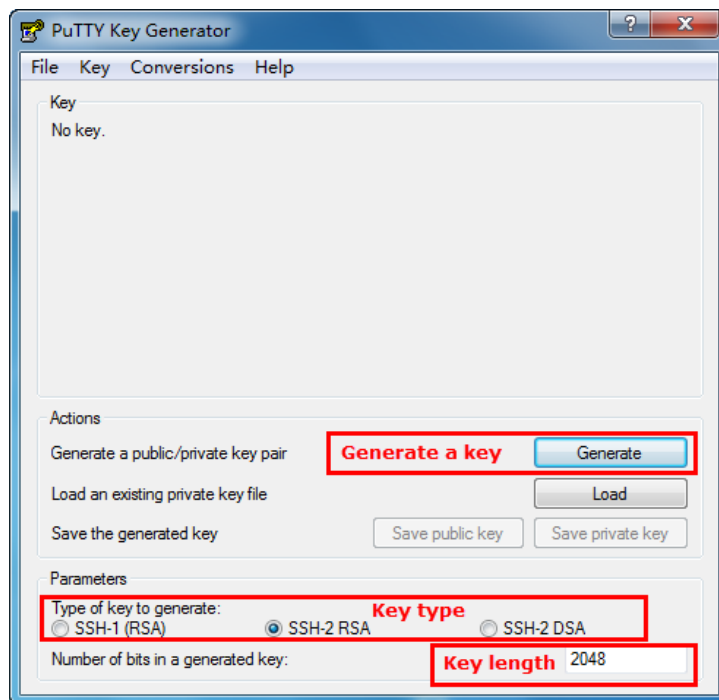 PuTTY Key Generator
File Key Conversions Help
Key
No key.
Actions
Generate a public/private key pair Generate a key Generate
Load an existing private key file Load
Save the generated key Save public key Save private key
Parameters
Type of key to generate: Key type
SSH-1 (RSA) SSH-2 RSA SSH-2 DSA
Number of bits in a generated key: Key length 2048